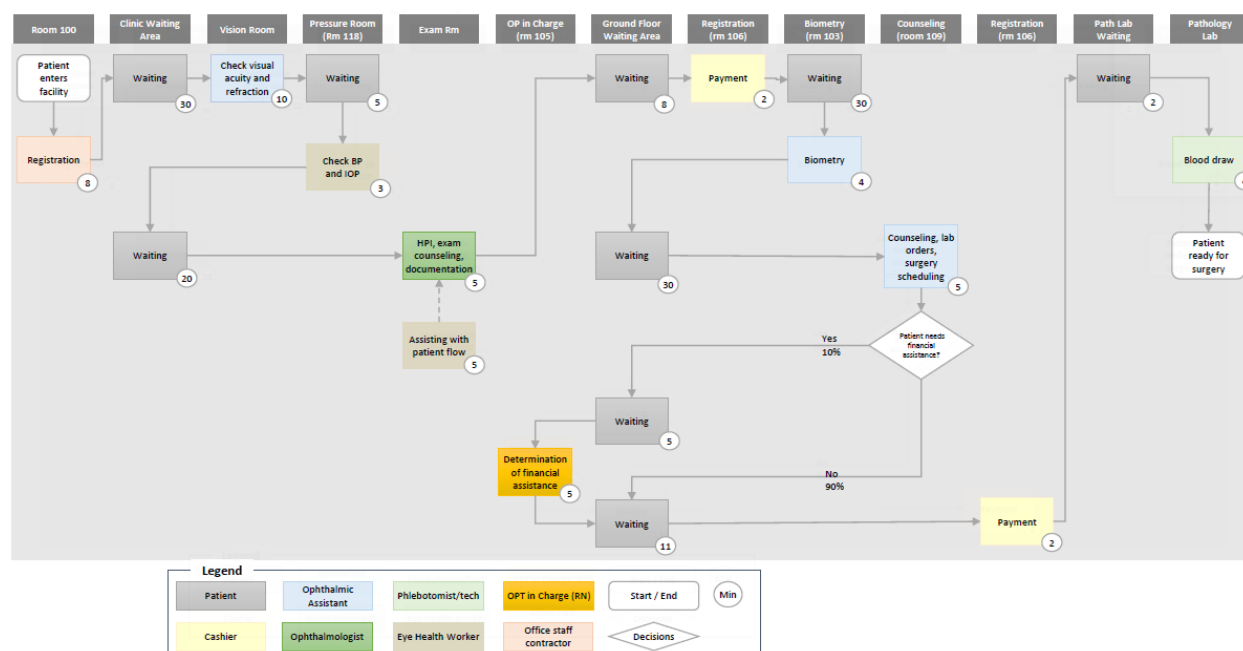 Room 100
Clinic Waiting
Area
Vision Room
Pressure Room
(Rm 118)
Exam Rm
OP in Charge
(rm 105)
Ground Floor
Waiting Area
Registration
(rm 106)
Biometry
(rm 103)
Counseling
(room 109)
Registration
(rm 106)
Path Lab
Waiting
Pathology
Lab
Patient
enters
facility
Waiting
30
Check visual
acuity and
refraction
10
Waiting
5
Waiting
8
Payment
2
Waiting
30
Waiting
2
Registration
8
Check BP
and IOP
3
Biometry
4
Blood draw
Waiting
20
HPI, exam
counseling,
documentation
5
Waiting
30
Counseling, lab
orders,
surgery
scheduling
5
Patient
ready for
surgery
Assisting with
patient flow
5
Yes
10%
Patient needs
financial
assistance?
Waiting
5
Determination
of financial
assistance
5
No
90%
Waiting
11
Payment
2
Legend
Patient
Ophthalmic
Assistant
Phlebotomist/tech
OPT in Charge (RN)
Start / End
Min
Cashier
Ophthalmologist
Eye Health Worker
Office staff
contractor
Decisions